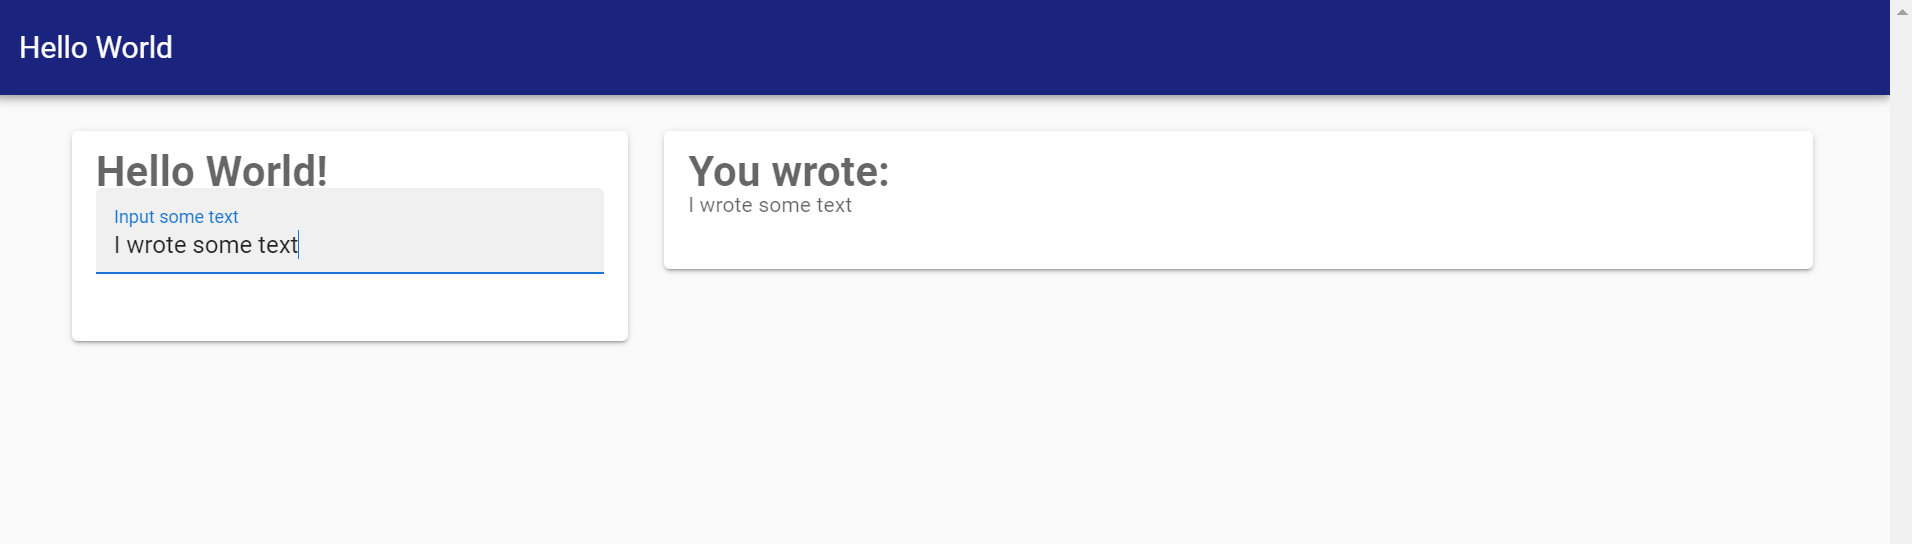 Hello World
Hello World!
Input some text
I wrote some text
You wrote:
I wrote some text